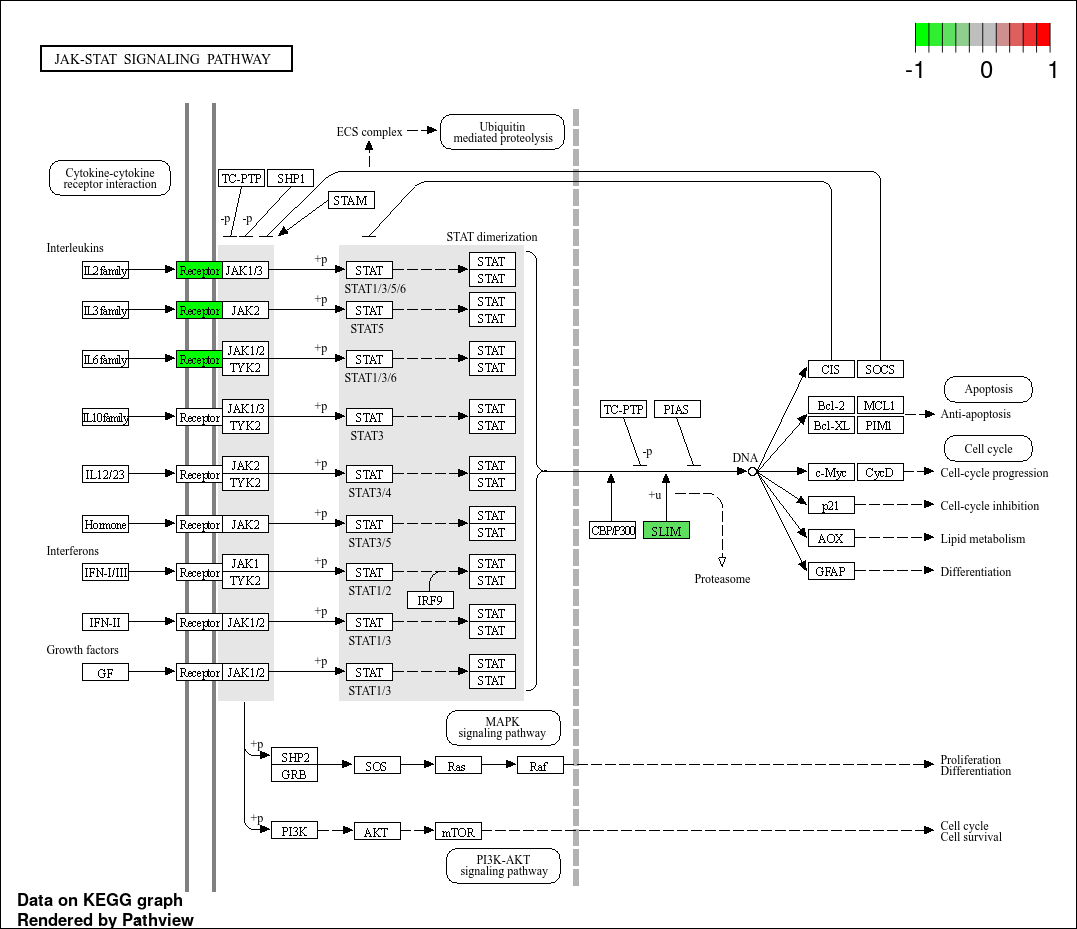 JAK-STAT SIGNALING PATHWAY
-1 0 1
ECS complex
Ubiquitin
mediated proteolysis
Cytokine-cytokine
receptor interaction
TC-PTP SHP1
STAM
-p -p
STAT dimerization
Interleukins
IL2family Receptor JAK1/3 +p STAT STAT
STAT
STAT1/3/5/6
IL3family Receptor JAK2 +p STAT STAT
STAT
STAT5
IL6family Receptor JAK1/2 +p STAT STAT
TYK2 STAT
STAT1/3/6
CIS SOCS
Apoptosis
IL10family Receptor JAK1/3 +p STAT STAT
TYK2 STAT
STAT3
TC-PTP PIAS
-p
Bcl-2 MCL1
Anti-apoptosis
Bcl-XL PIM1
Cell cycle
DNA
IL12/23 Receptor JAK2 +p STAT STAT
TYK2 STAT
STAT3/4
c-Myc CycD Cell-cycle progression
+u
p21 Cell-cycle inhibition
Hormone Receptor JAK2 +p STAT STAT
STAT
STAT3/5
CBP/P300 SLIM
AOX Lipid metabolism
Interferons
IFN-I/III Receptor JAK1 +p STAT STAT
TYK2 STAT
STAT1/2
IRF9
Proteasome
GFAP Differentiation
IFN-II Receptor JAK1/2 +p STAT STAT
STAT
STAT1/3
Growth factors
GF Receptor JAK1/2 +p STAT STAT
STAT
STAT1/3
MAPK
signaling pathway
+p
SHP2
GRB
SOS Ras Raf
Proliferation
Differentiation
+p
PI3K AKT mTOR
Cell cycle
Cell survival
PI3K-AKT
signaling pathway
Data on KEGG graph
Rendered by Pathview